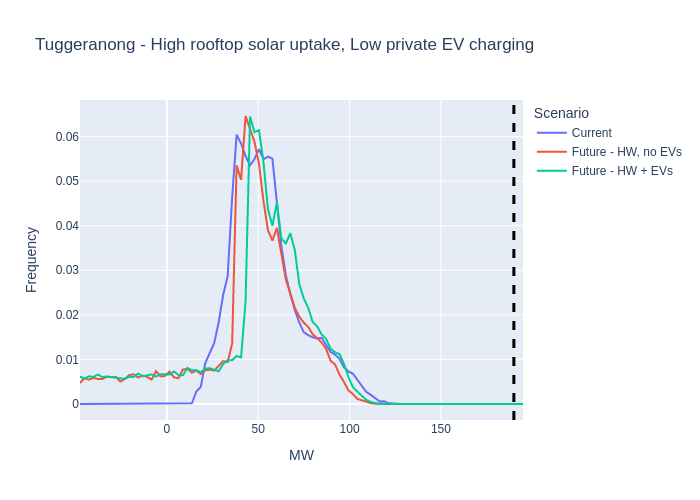 Tuggeranong - High rooftop solar uptake, Low private EV charging
Scenario
Current
Future - HW, no EVs
Future - HW + EVs
Frequency
0.06
0.05
0.04
0.03
0.02
0.01
0
0 50 100 150
MW